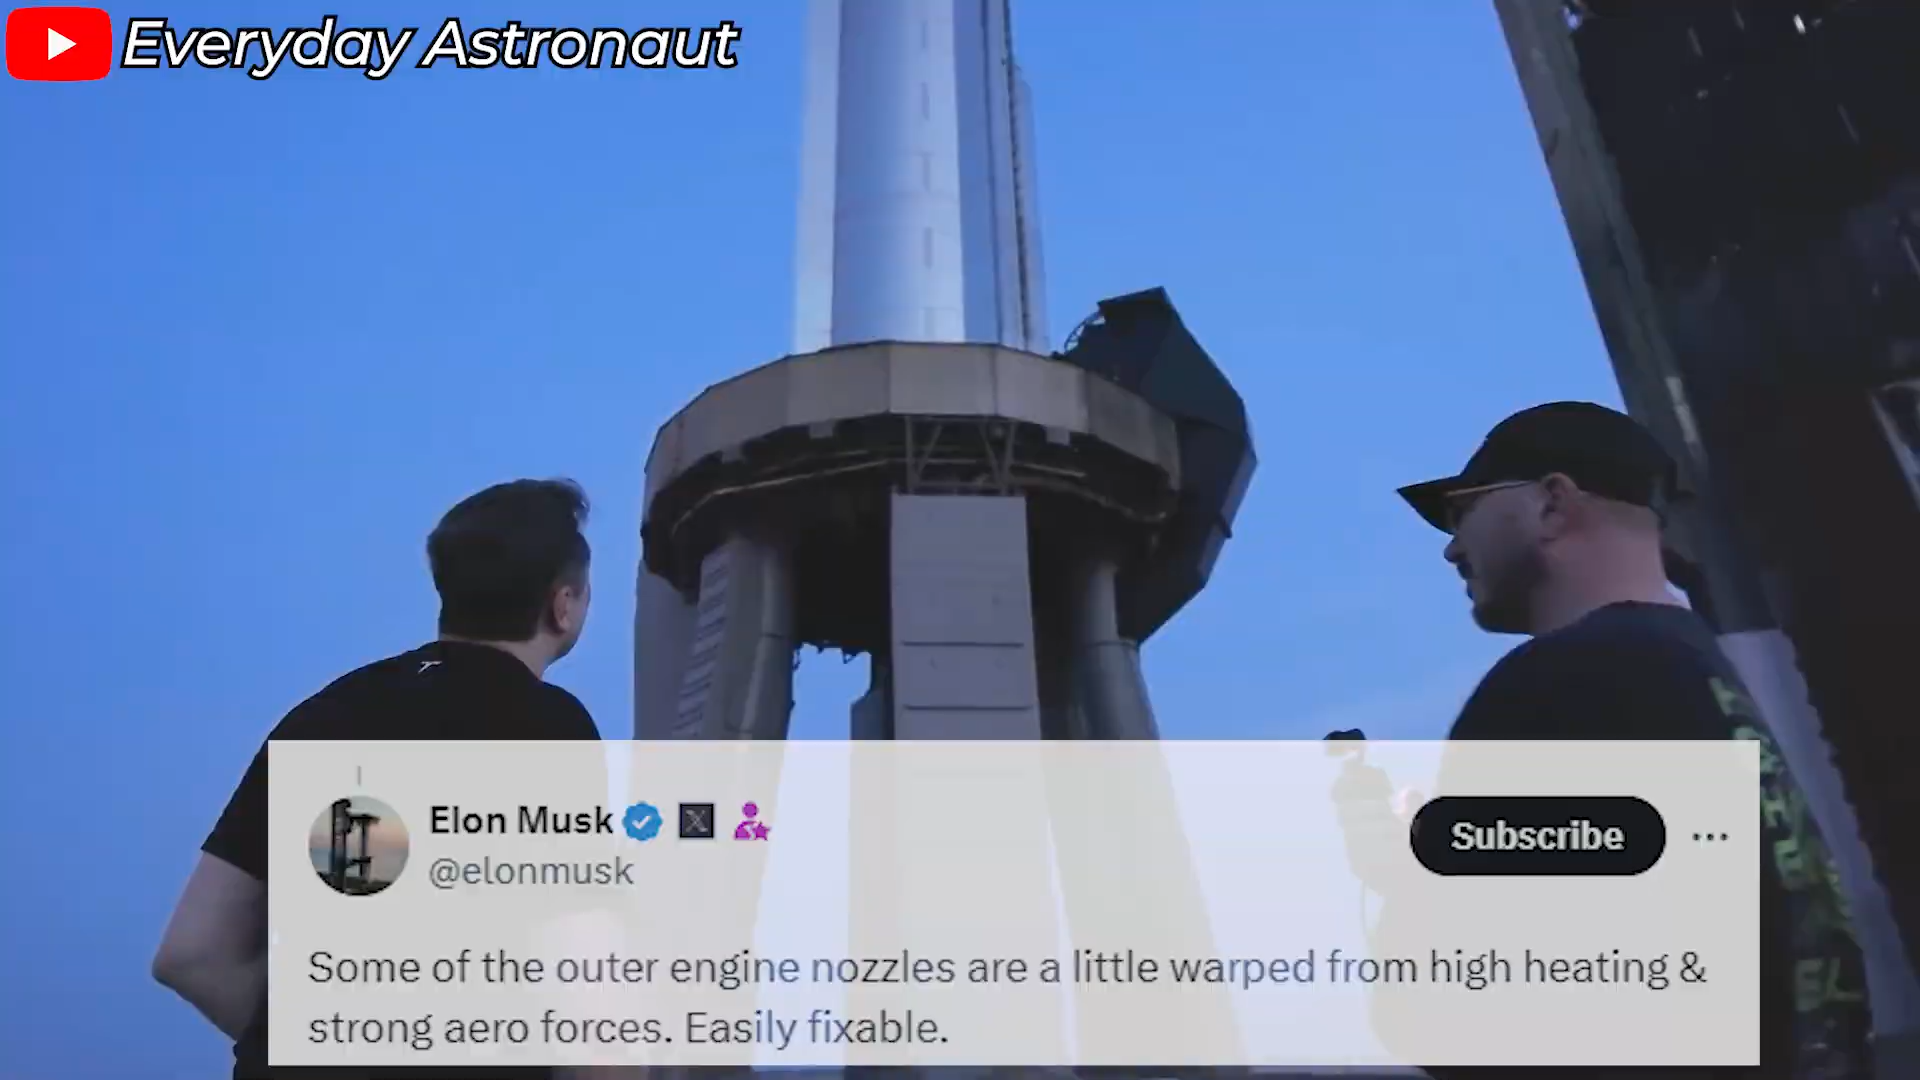 Everyday Astronaut
Elon Musk
@elonmusk
Subscribe
Some of the outer engine nozzles are a little warped from high heating &
strong aero forces. Easily fixable.